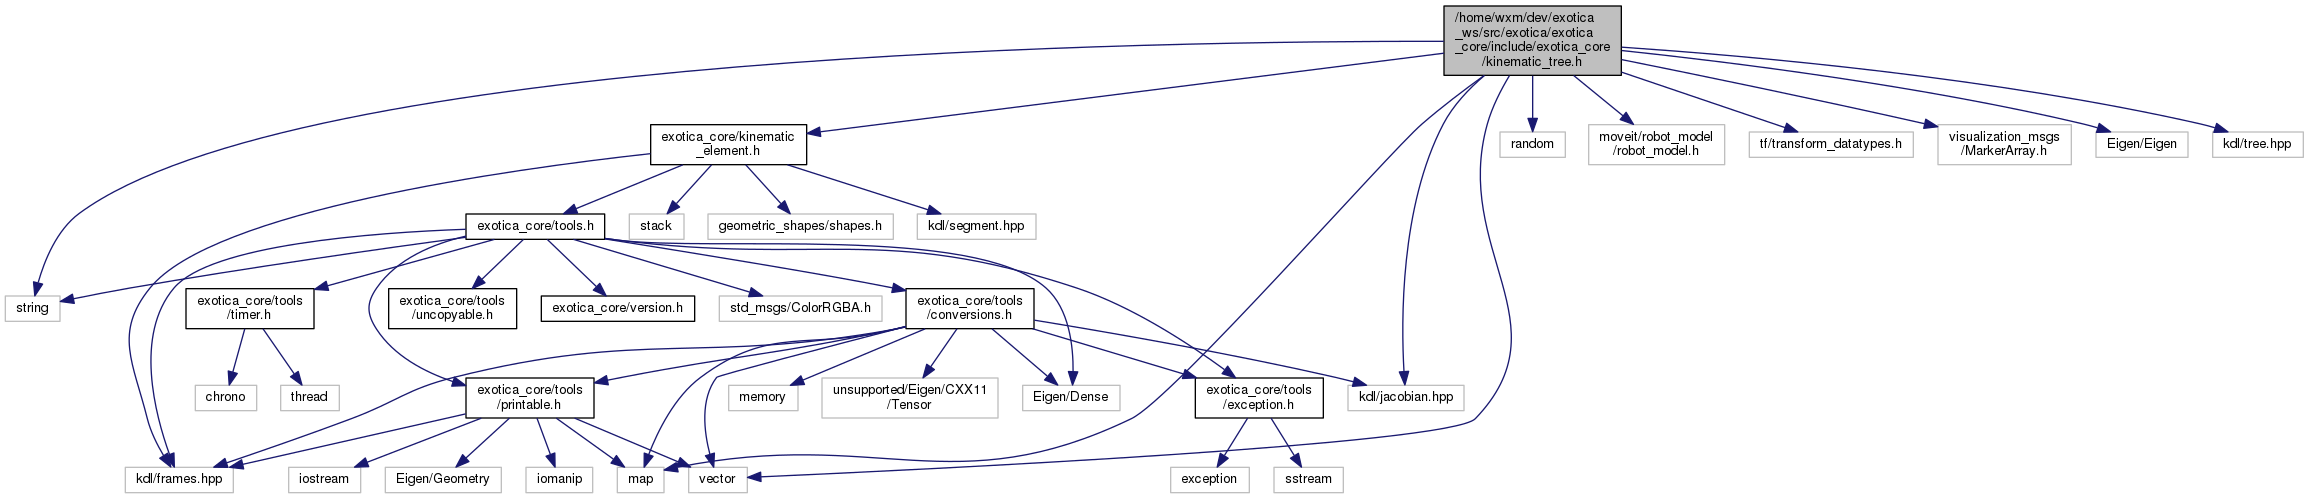 /home/wxm/dev/exotica
_ws/src/exotica/exotica
_core/include/exotica_core
/kinematic_tree.h
exotica_core/kinematic
_element.h
random
moveit/robot_model
/robot_model.h
tf/transform_datatypes.h
visualization_msgs
/MarkerArray.h
Eigen/Eigen
kdl/tree.hpp
exotica_core/tools.h
stack
geometric_shapes/shapes.h
kdl/segment.hpp
string
exotica_core/tools
/timer.h
exotica_core/tools
/uncopyable.h
exotica_core/version.h
std_msgs/ColorRGBA.h
exotica_core/tools
/conversions.h
chrono
thread
exotica_core/tools
/printable.h
memory
unsupported/Eigen/CXX11
/Tensor
Eigen/Dense
exotica_core/tools
/exception.h
kdl/jacobian.hpp
kdl/frames.hpp
iostream
Eigen/Geometry
iomanip
map
vector
exception
sstream